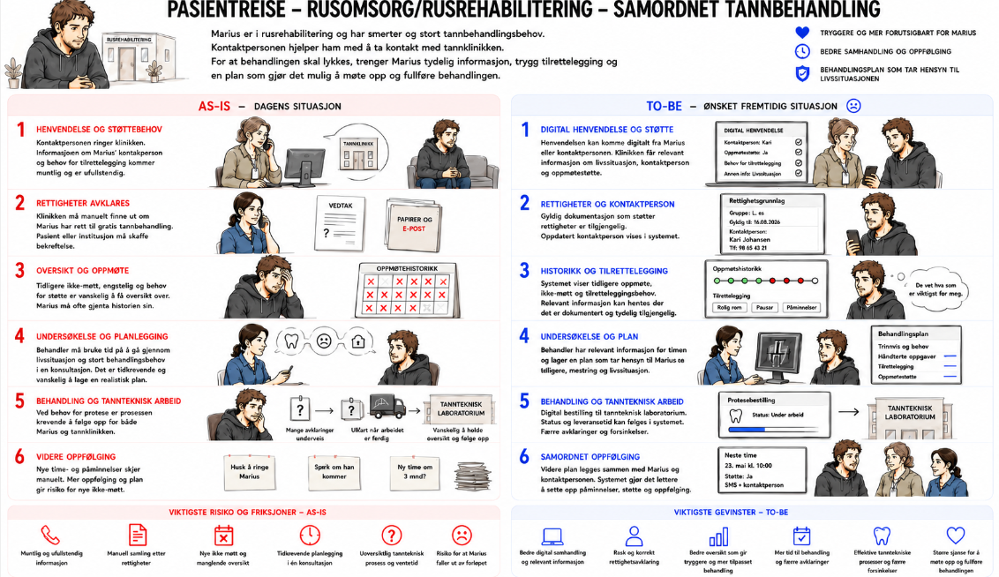 PASIENTREISE – RUSOMSORG/RUSREHABILITERING – SAMORDNET TANNBEHANDLING
RUSREHABILITERING
Marius er i rusrehabilitering og har smerter og stort tannbehandlingsbehov.
Kontaktpersonen hjelper ham med å ta kontakt med tannklinikken.
For at behandlingen skal lykkes, trenger Marius tydelig informasjon, trygg tilrettelegging og
en plan som gjør det mulig å møte opp og fullføre behandlingen.
TRYGGERE OG MER FORUTSIGBART FOR MARIUS
BEDRE SAMHANDLING OG OPPFØLGING
BEHANDLINGSPLAN SOM TAR HENSYN TIL
LIVSSITUASJONEN
AS-IS – DAGENS SITUASJON
1 HENVENDELSE OG STØTTEBEHOV
Kontaktpersonen ringer klinikken.
Informasjonen om Marius' kontakperson
og behov for tilrettelegging kommer
muntlig og er ufullstendig.
TANNKLINIKK
2 RETTIGHETER AVKLARES
Klinikken må manuelt finne ut om
Marius har rett til gratis tannbehandling.
Pasient eller institusjon må skaffe
bekreftelse.
VEDTAK
?
PAPIRER OG
E-POST
3 OVERSIKT OG OPPMØTE
Tidligere ikke-møtt, engstelig og behov
for støtte er vanskelig å få oversikt over.
Marius må ofte gjenta historien sin.
OPPMØTEHISTORIKK
4 UNDERSØKELSE OG PLANLEGGING
Behandler må bruke tid på å gå gjennom
livssituasjon og stort behandlingsbehov
i en konsultasjon. Det er tidkrevende og
vanskelig å lage en realistisk plan.
5 BEHANDLING OG TANNTEKNISK ARBEID
Ved behov for protese er prosessen
krevende å følge opp for både
Marius og tannklinikken.
?
?
TANNTEKNISK
LABORATORIUM
Mange avklaringer
underveis
Uklart når arbeidet
er ferdig
Vanskelig å holde
oversikt og følge opp
6 VIDERE OPPFØLGING
Nye time- og påminnelser skjer
manuelt. Mer oppfølging og plan
gir risiko for nye ikke-møtt.
Husk å ringe
Marius
Spørk om han
kommer
Ny time om
3 mnd?
VIKTIGSTE RISIKO OG FRIKSJONER – AS-IS
Muntlig og ufullstendig
informasjon
Manuell samling etter
rettigheter
Nye ikke møtt og
manglende oversikt
Tidkrevende planlegging
i én konsultasjon
?
Uoversiktlig tannteknisk
prosess og ventetid
Risiko for at Marius
faller ut av forløpet
TO-BE – ØNSKET FREMTIDIG SITUASJON
1 DIGITAL HENVENDELSE OG STØTTE
Henvendelsen kan komme digitalt fra Marius
eller kontaktperson. Klinikken får relevant
informasjon om livssituasjon, kontaktperson
og oppmøtestøtte.
DIGITAL HENVENDELSE
Kontaktperson: Kari
Oppmøtestøtte: Ja
Behov for tilrettelegging
Annen info: Livssituasjon
2 RETTIGHETER OG KONTAKTPERSON
Gyldig dokumentasjon som støtter
rettigheter er tilgjengelig.
Oppdatert kontaktperson vises i systemet.
Rettighetsgrunnlag
Gruppe: L. es
Gyldig til: 16.08.2026
Kontaktperson:
Kari Johansen
Tlf: 98 65 43 21
3 HISTORIKK OG TILRETTELEGGING
Systemet viser tidligere oppmøte,
ikke-møtt og tilretteleggingsbehov.
Relevant informasjon kan hentes der
det er dokumentert og tydelig tilgjengelig.
Oppmøtshistorikk
Tilrettelegging
Rolig rom Pausar Påminnelser
De vet hva som
er viktigst for meg.
4 UNDERSØKELSE OG PLAN
Behandler har relevant informasjon før timen
og lager en plan som tar hensyn til Marius sa
tidligere, mestring og livssituasjon.
Behandlingsplan
Trinnvis og behov
Håndterte oppgaver
Tilrettelegging
Oppmøtestøtte
5 BEHANDLING OG TANNTEKNISK ARBEID
Digital bestilling til tannteknisk laboratorium.
Status og leveransetid kan følges i systemet.
Færre avklaringer og forsinkelser.
Protesebestilling
Status: Under arbeid
TANNTEKNISK
LABORATORIUM
6 SAMORDNET OPPFØLGING
Videre plan legges sammen med Marius og
kontaktpersonen. Systemet gjør det lettere
å sette opp påminnelser, støtte og oppfølging.
Neste time
23. mai kl. 10:00
Støtte: Ja
SMS + kontaktperson
VIKTIGSTE GEVINSTER – TO-BE
Bedre digital samhandling
og relevant informasjon
Rask og korrekt
rettighetsavklaring
Bedre oversikt som gir
tryggere og mer tilpasset
behandling
Mer tid til behandling
og færre avklaringer
Effektive tanntekniske
prosesser og færre
forsinkelser
Større sjanse for å
møte opp og fullføre
behandlingen